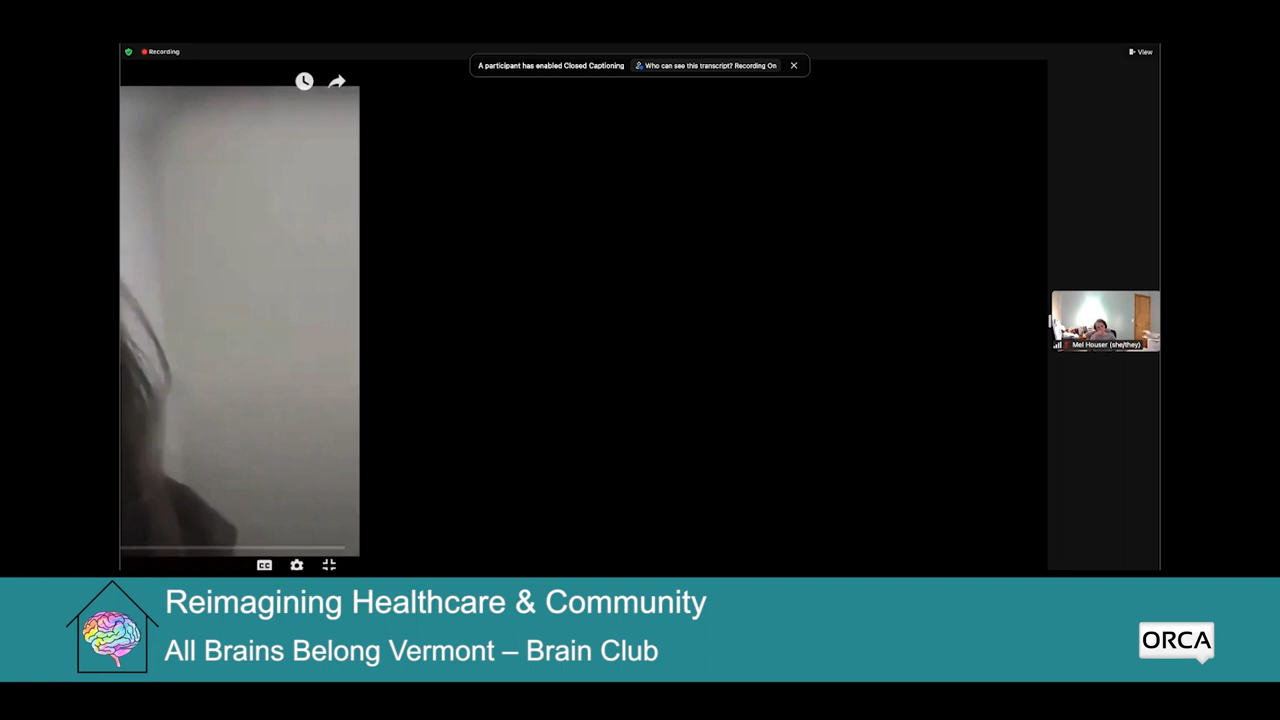 Recording
View
A participant has enabled Closed Captioning Who can see this transcript? Recording On
Mel Houser (she/they)
CC
Reimagining Healthcare & Community
All Brains Belong Vermont – Brain Club
ORCA